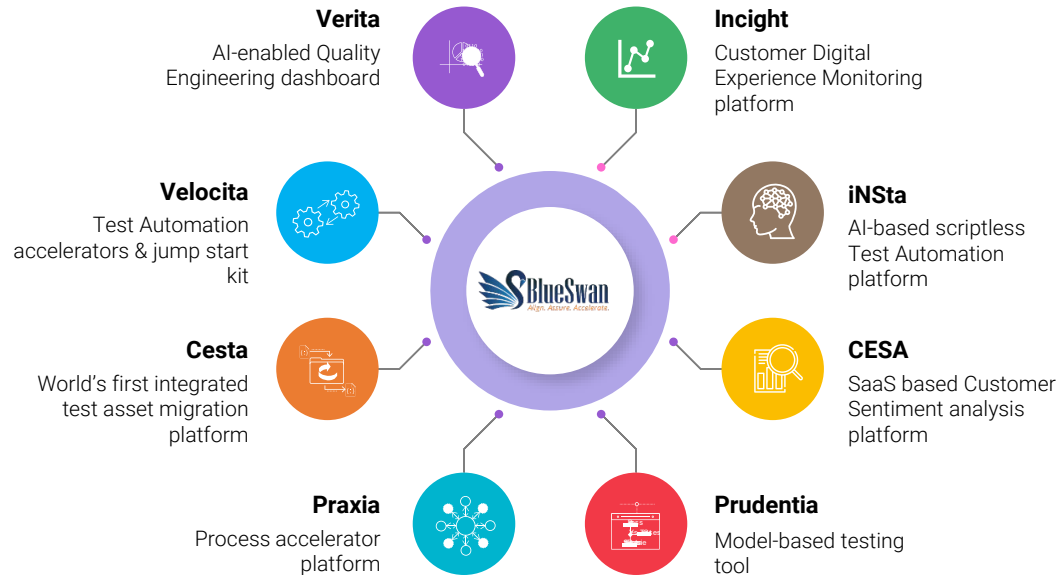 Verita
AI-enabled Quality
Engineering dashboard
Incight
Customer Digital
Experience Monitoring
platform
Velocita
Test Automation
accelerators & jump start
kit
iNSta
AI-based scriptless
Test Automation
platform
BlueSwan
Align. Assure. Accelerate.
Cesta
World’s first integrated
test asset migration
platform
CESA
SaaS based Customer
Sentiment analysis
platform
Praxia
Process accelerator
platform
Prudentia
Model-based testing
tool